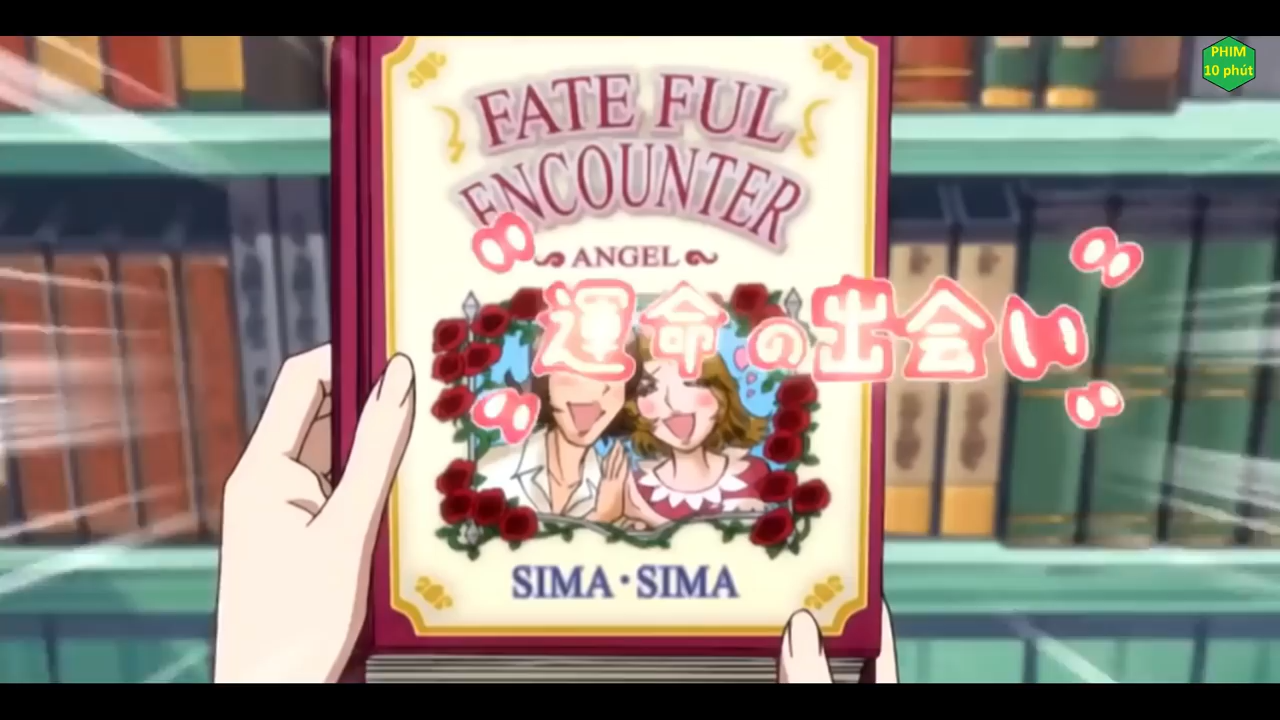 PHIM
10 phút
FATE FUL
ENCOUNTER
ANGEL
運命の出会い
SIMA・SIMA